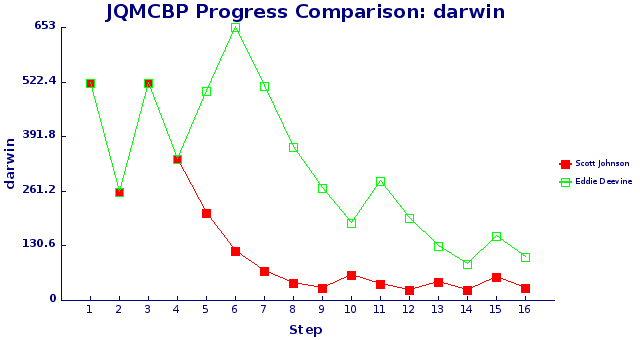 JQMCBP Progress Comparison: darwin
653
522.4
391.8
261.2
130.6
0
darwin
1 2 3 4 5 6 7 8 9 10 11 12 13 14 15 16
Step
Scott Johnson
Eddie Deevine